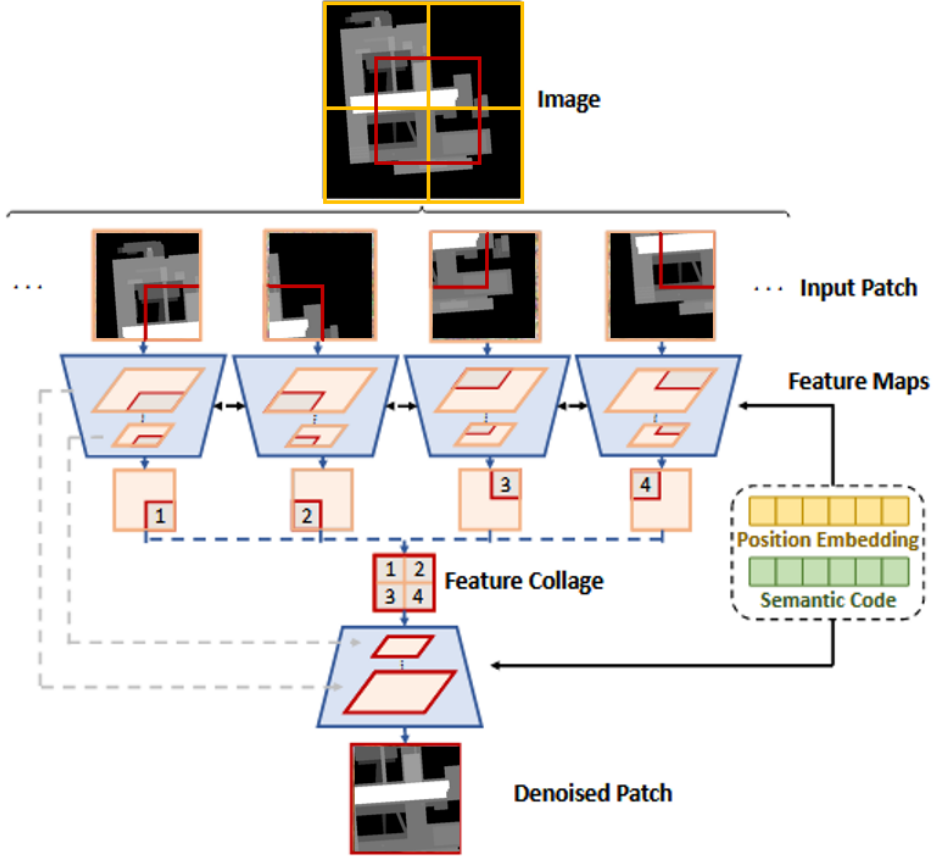 Image
... ... Input Patch
Feature Maps
1 2 3 4
Position Embedding
Semantic Code
1 2
3 4
Feature Collage
Denoised Patch